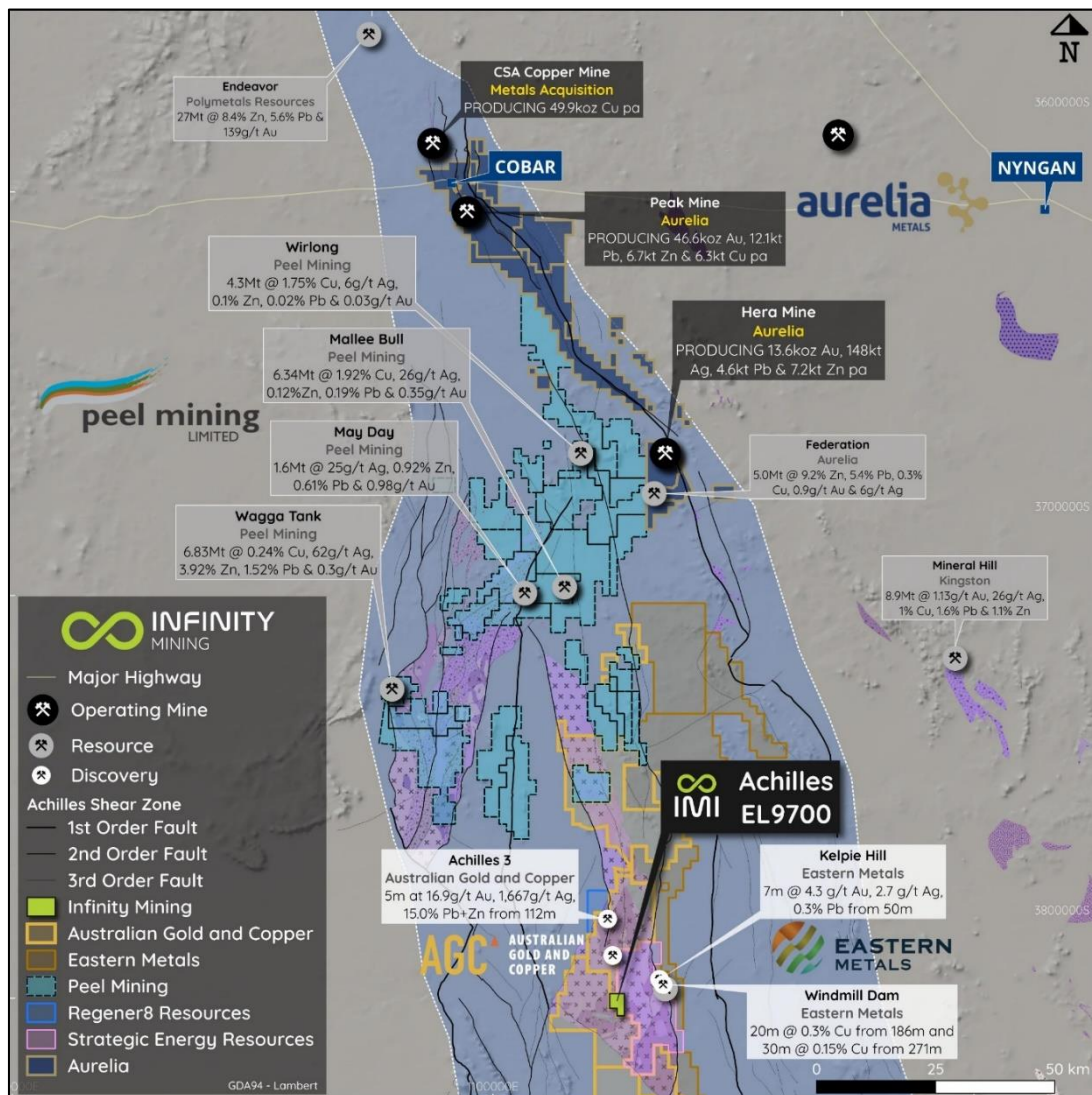 N
Endeavor
Polymetals Resources
27Mt @ 8.4% Zn, 5.6% Pb &
139g/t Au
CSA Copper Mine
Metals Acquisition
PRODUCING 49.9koz Cu pa
3600000S
COBAR
NYNGAN
aurelia
METALS
Peak Mine
Aurelia
PRODUCING 46.6koz Au, 12.1kt
Pb, 6.7kt Zn & 6.3kt Cu pa
Wirlong
Peel Mining
4.3Mt @ 1.75% Cu, 6g/t Ag,
0.1% Zn, 0.02% Pb & 0.03g/t Au
Hera Mine
Aurelia
PRODUCING 13.6koz Au, 148kt
Ag, 4.6kt Pb & 7.2kt Zn pa
Mallee Bull
Peel Mining
6.34Mt @ 1.92% Cu, 26g/t Ag,
0.12%Zn, 0.19% Pb & 0.35g/t Au
peel mining
LIMITED
May Day
Peel Mining
1.6Mt @ 25g/t Ag, 0.92% Zn,
0.61% Pb & 0.98g/t Au
Federation
Aurelia
5.0Mt @ 9.2% Zn, 5.4% Pb, 0.3%
Cu, 0.9g/t Au & 6g/t Ag
3700000S
Wagga Tank
Peel Mining
6.83Mt @ 0.24% Cu, 62g/t Ag,
3.92% Zn, 1.52% Pb & 0.3g/t Au
Mineral Hill
Kingston
8.9Mt @ 1.13g/t Au, 26g/t Ag,
1% Cu, 1.6% Pb & 1.1% Zn
INFINITY
MINING
Major Highway
Operating Mine
Resource
Discovery
Achilles Shear Zone
1st Order Fault
2nd Order Fault
3rd Order Fault
Infinity Mining
Australian Gold and Copper
Eastern Metals
Peel Mining
Regener8 Resources
Strategic Energy Resources
Aurelia
GDA94 - Lambert
IMI
Achilles
EL9700
Achilles 3
Australian Gold and Copper
5m at 16.9g/t Au, 1,667g/t Ag,
15.0% Pb+Zn from 112m
Kelpie Hill
Eastern Metals
7m @ 4.3 g/t Au, 2.7 g/t Ag,
0.3% Pb from 50m
3800000S
AGC
AUSTRALIAN
GOLD AND
COPPER
EASTERN
METALS
Windmill Dam
Eastern Metals
20m @ 0.3% Cu from 186m and
30m @ 0.15% Cu from 271m
0 25 50 km